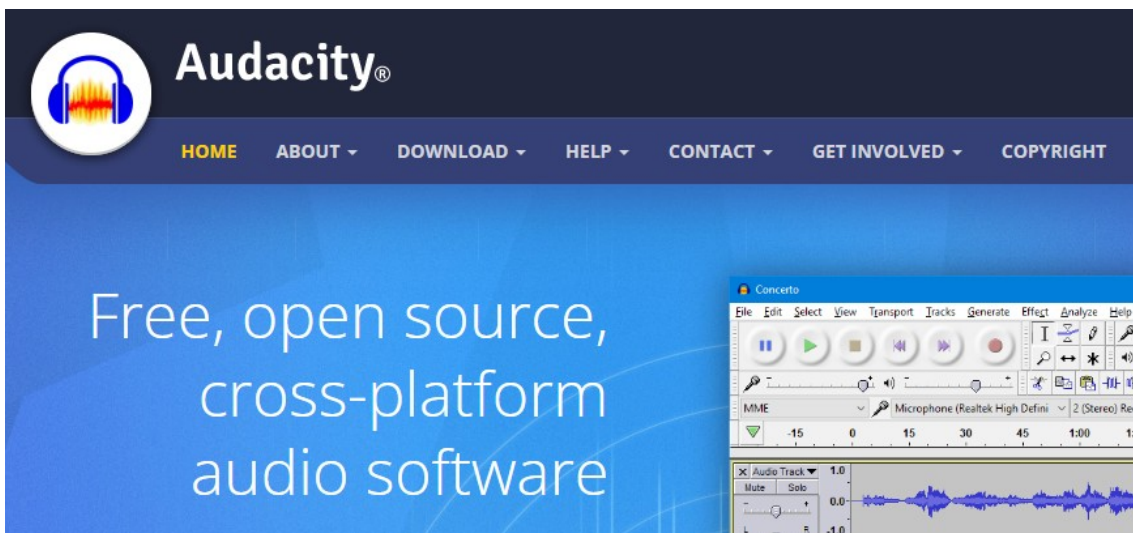 Audacity®
HOME ABOUT DOWNLOAD HELP CONTACT GET INVOLVED COPYRIGHT
Free, open source,
cross-platform
audio software
Concerto
File Edit Select View Transport Tracks Generate Effect Analyze Help
MME Microphone (Realtek High Defini 2 (Stereo) Re
-15 0 15 30 45 1:00
X Audio Track 1.0
Mute Solo
- + 0.0
L R -1.0